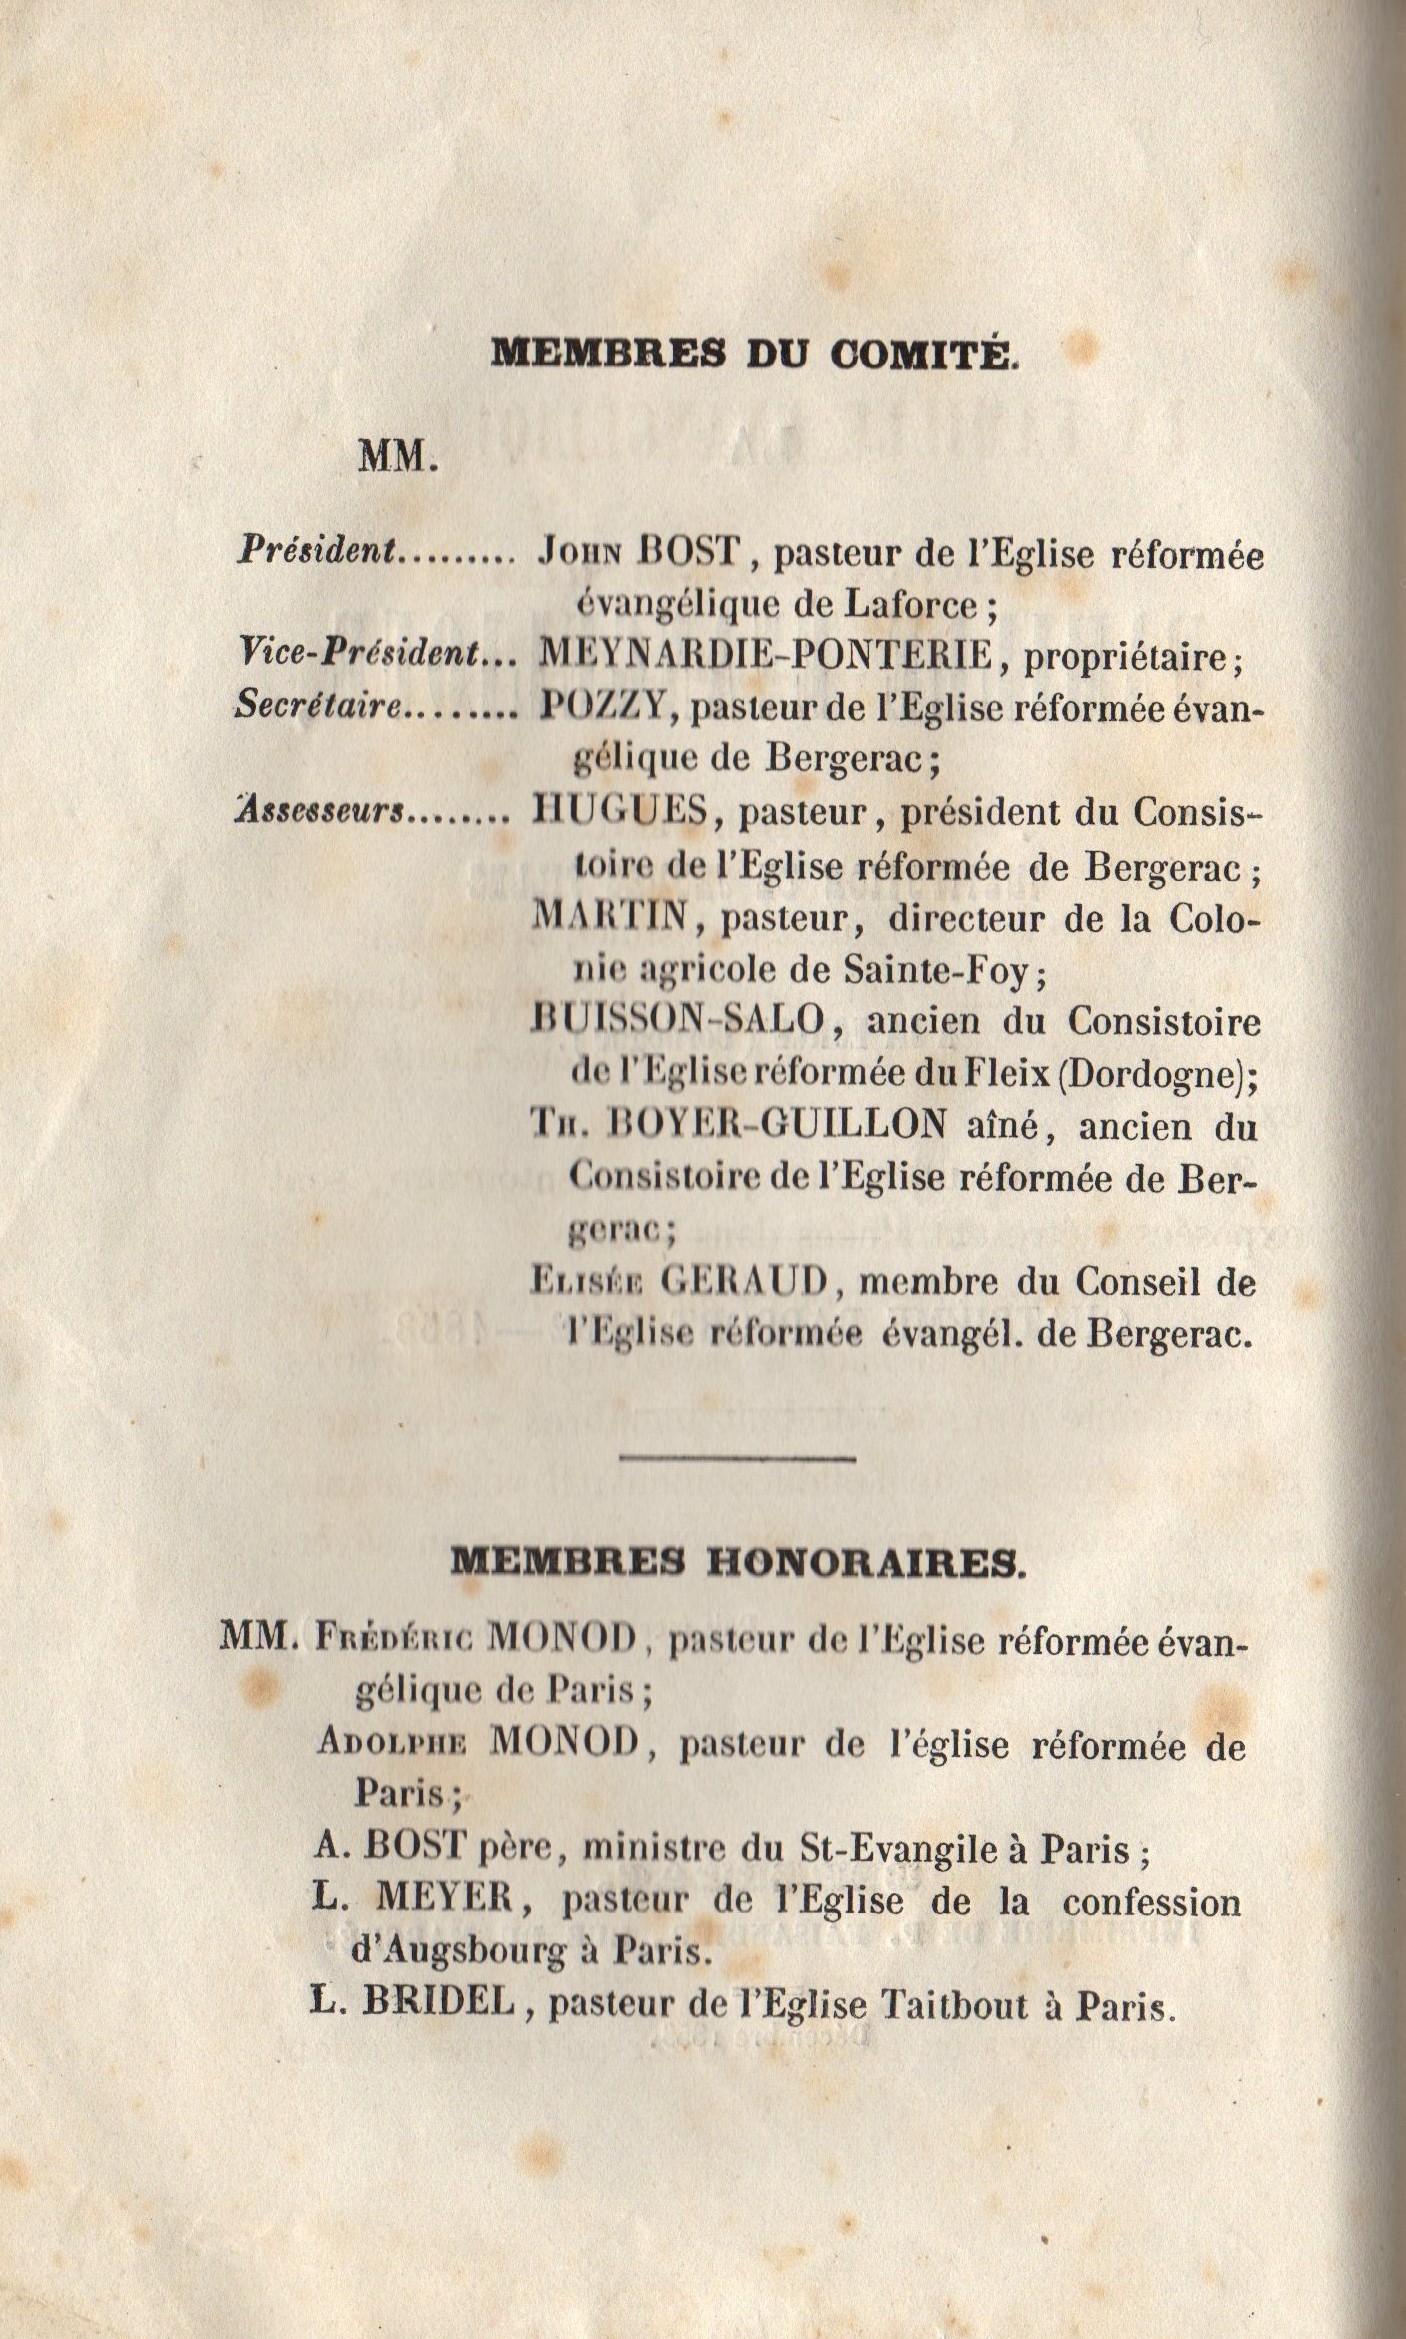 MEMBRES DU COMITÉ.
MM.
Président......... JOHN BOST, pasteur de l'Eglise réformée
évangélique de Laforce ;
Vice-Président... MEYNARDIE-PONTERIE, propriétaire ;
Secrétaire........ POZZY, pasteur de l'Eglise réformée évan-
gélique de Bergerac ;
Assesseurs........ HUGUES, pasteur, président du Consis-
toire de l'Eglise réformée de Bergerac ;
MARTIN, pasteur, directeur de la Colo-
nie agricole de Sainte-Foy ;
BUISSON-SALO, ancien du Consistoire
de l'Eglise réformée du Fleix (Dordogne);
TH. BOYER-GUILLON aîné, ancien du
Consistoire de l'Eglise réformée de Ber-
gerac ;
ELISÉE GERAUD, membre du Conseil de
l'Eglise réformée évangél. de Bergerac.
MEMBRES HONORAIRES.
MM. FRÉDÉRIC MONOD, pasteur de l'Eglise réformée évan-
gélique de Paris ;
ADOLPHE MONOD, pasteur de l'église réformée de
Paris ;
A. BOST père, ministre du St-Evangile à Paris ;
L. MEYER, pasteur de l'Eglise de la confession
d'Augsbourg à Paris.
L. BRIDEL, pasteur de l'Eglise Taitbout à Paris.